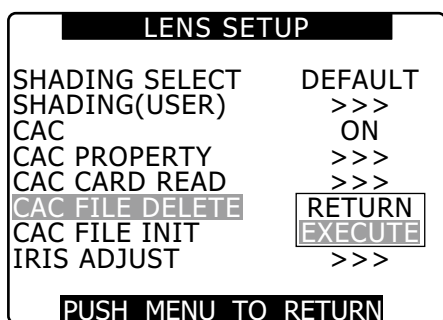 LENS SETUP
SHADING SELECT DEFAULT
SHADING(USER) >>>
CAC ON
CAC PROPERTY >>>
CAC CARD READ >>>
CAC FILE DELETE RETURN
CAC FILE INIT EXECUTE
IRIS ADJUST >>>
PUSH MENU TO RETURN